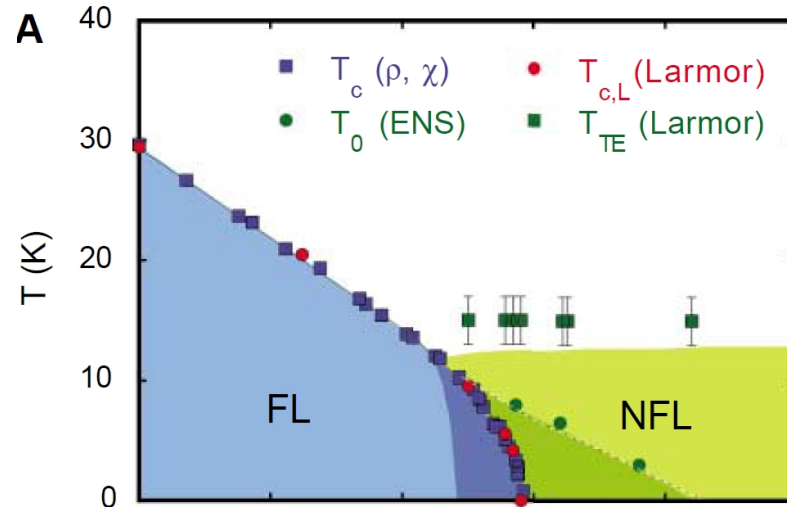 A
40
T_c (ρ, χ) T_c,L (Larmor)
T_0 (ENS) T_TE (Larmor)
30
T (K)
20
10
FL NFL
0